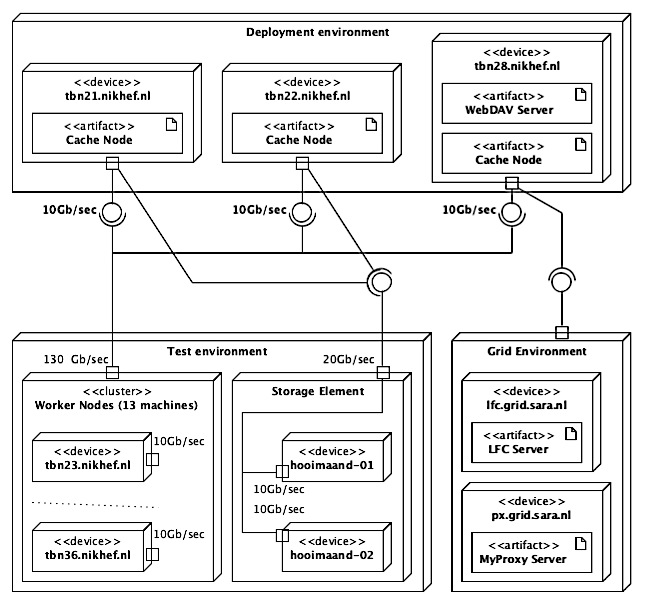 Deployment environment
<<device>>
tbn21.nikhef.nl
<<artifact>>
Cache Node
<<device>>
tbn22.nikhef.nl
<<artifact>>
Cache Node
<<device>>
tbn28.nikhef.nl
<<artifact>>
WebDAV Server
<<artifact>>
Cache Node
10Gb/sec
10Gb/sec
10Gb/sec
130 Gb/sec
Test environment
20Gb/sec
<<cluster>>
Worker Nodes (13 machines)
<<device>>
tbn23.nikhef.nl
10Gb/sec
<<device>>
tbn36.nikhef.nl
10Gb/sec
Storage Element
<<device>>
hooimaand-01
10Gb/sec
10Gb/sec
<<device>>
hooimaand-02
Grid Environment
<<device>>
lfc.grid.sara.nl
<<artifact>>
LFC Server
<<device>>
px.grid.sara.nl
<<artifact>>
MyProxy Server